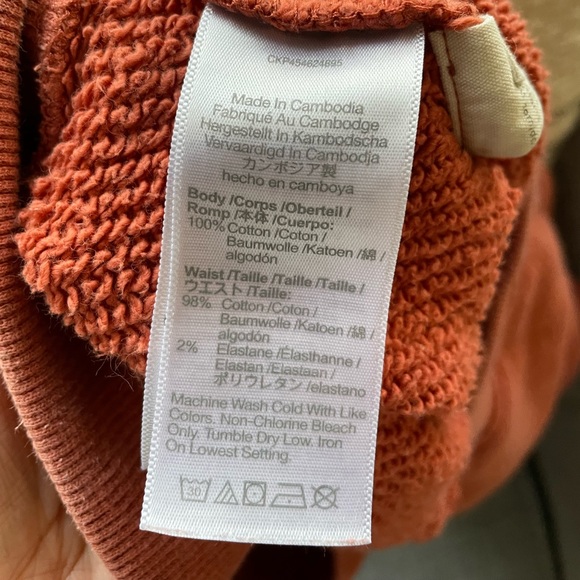 CKP454624895
Made In Cambodia
Fabriqué Au Cambodge
Hergestellt In Kambodscha
Vervaardigd In Cambodja
カンボジア製
hecho en camboya
Body /Corps /Oberteil /
Romp /本体 /Cuerpo:
100% Cotton /Coton /
Baumwolle /Katoen /綿 /
algodón
Waist /Taille /Taille /Taille /
ウエスト /Talle:
98% Cotton /Coton /
Baumwolle /Katoen /綿 /
algodón
2% Elastane /Élasthanne /
Elastan /Elastaan /
ポリウレタン /elastano
Machine Wash Cold With Like
Colors. Non-Chlorine Bleach
Only. Tumble Dry Low. Iron
On Lowest Setting.
30